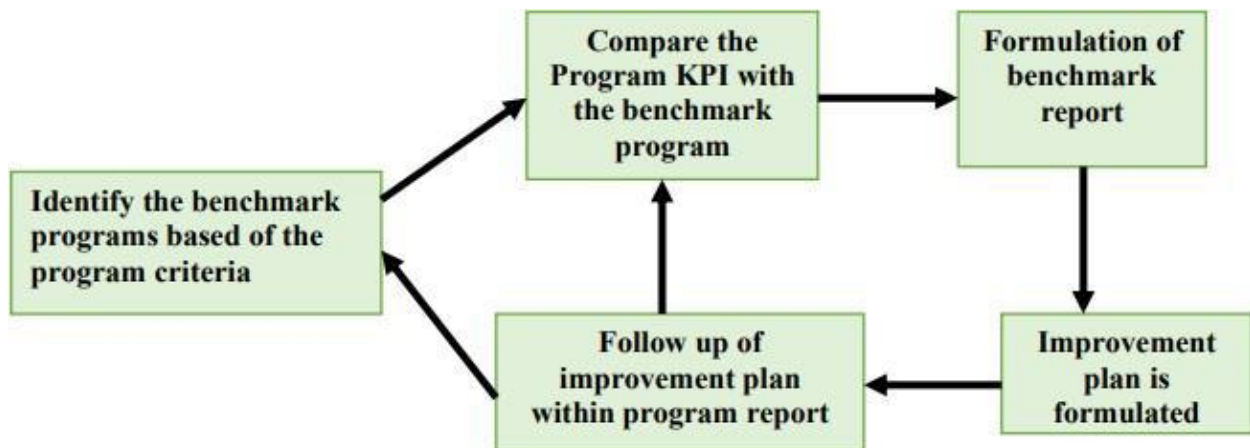 Compare the
Program KPI with
the benchmark
program
Formulation of
benchmark
report
Identify the benchmark
programs based of the
program criteria
Follow up of
improvement plan
within program report
Improvement
plan is
formulated